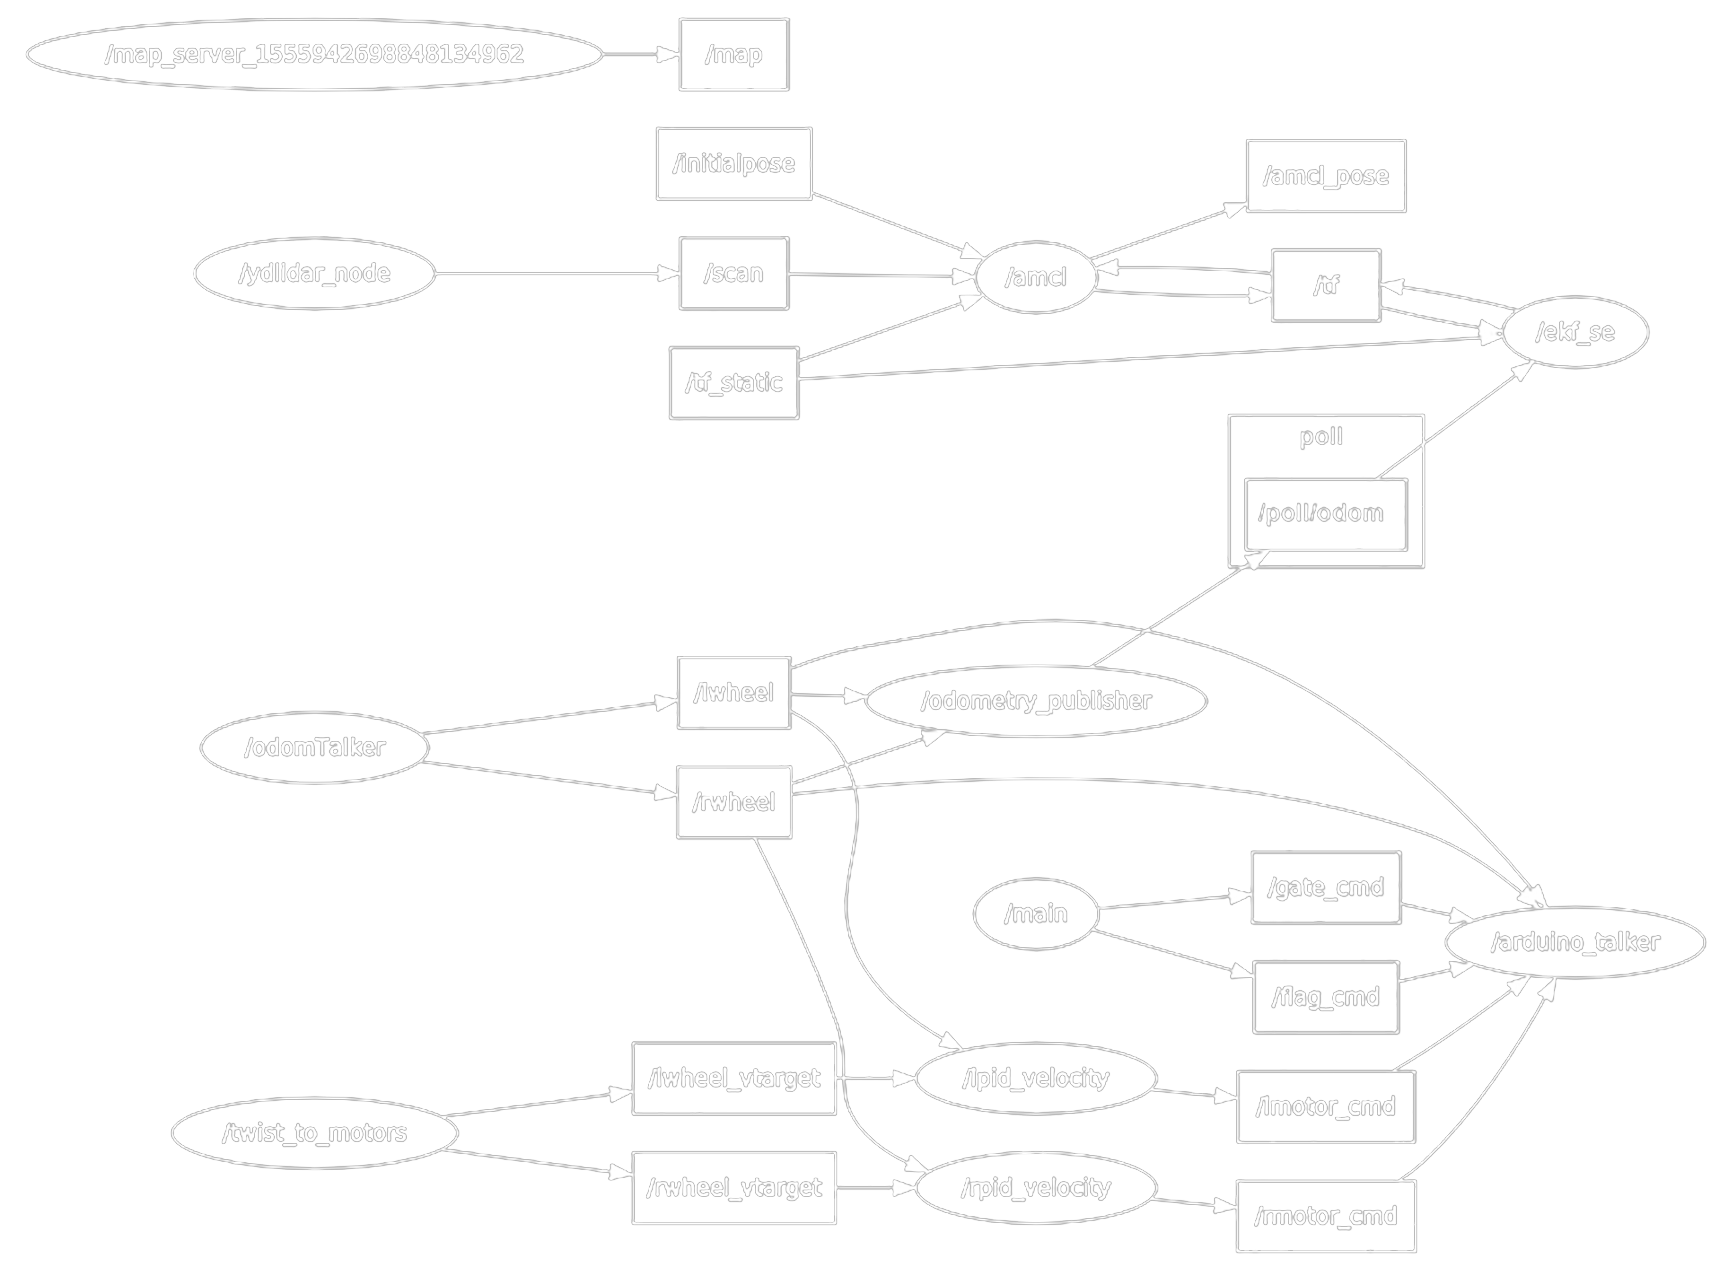 /map_server_1555942698848134962
/map
/initialpose
/amcl_pose
/ydlidar_node
/scan
/amcl
/tf
/ekf_se
/tf_static
poll
/poll/odom
/lwheel
/odometry_publisher
/odomTalker
/rwheel
/gate_cmd
/main
/arduino_talker
/flag_cmd
/lwheel_vtarget
/lpid_velocity
/lmotor_cmd
/twist_to_motors
/rwheel_vtarget
/rpid_velocity
/rmotor_cmd